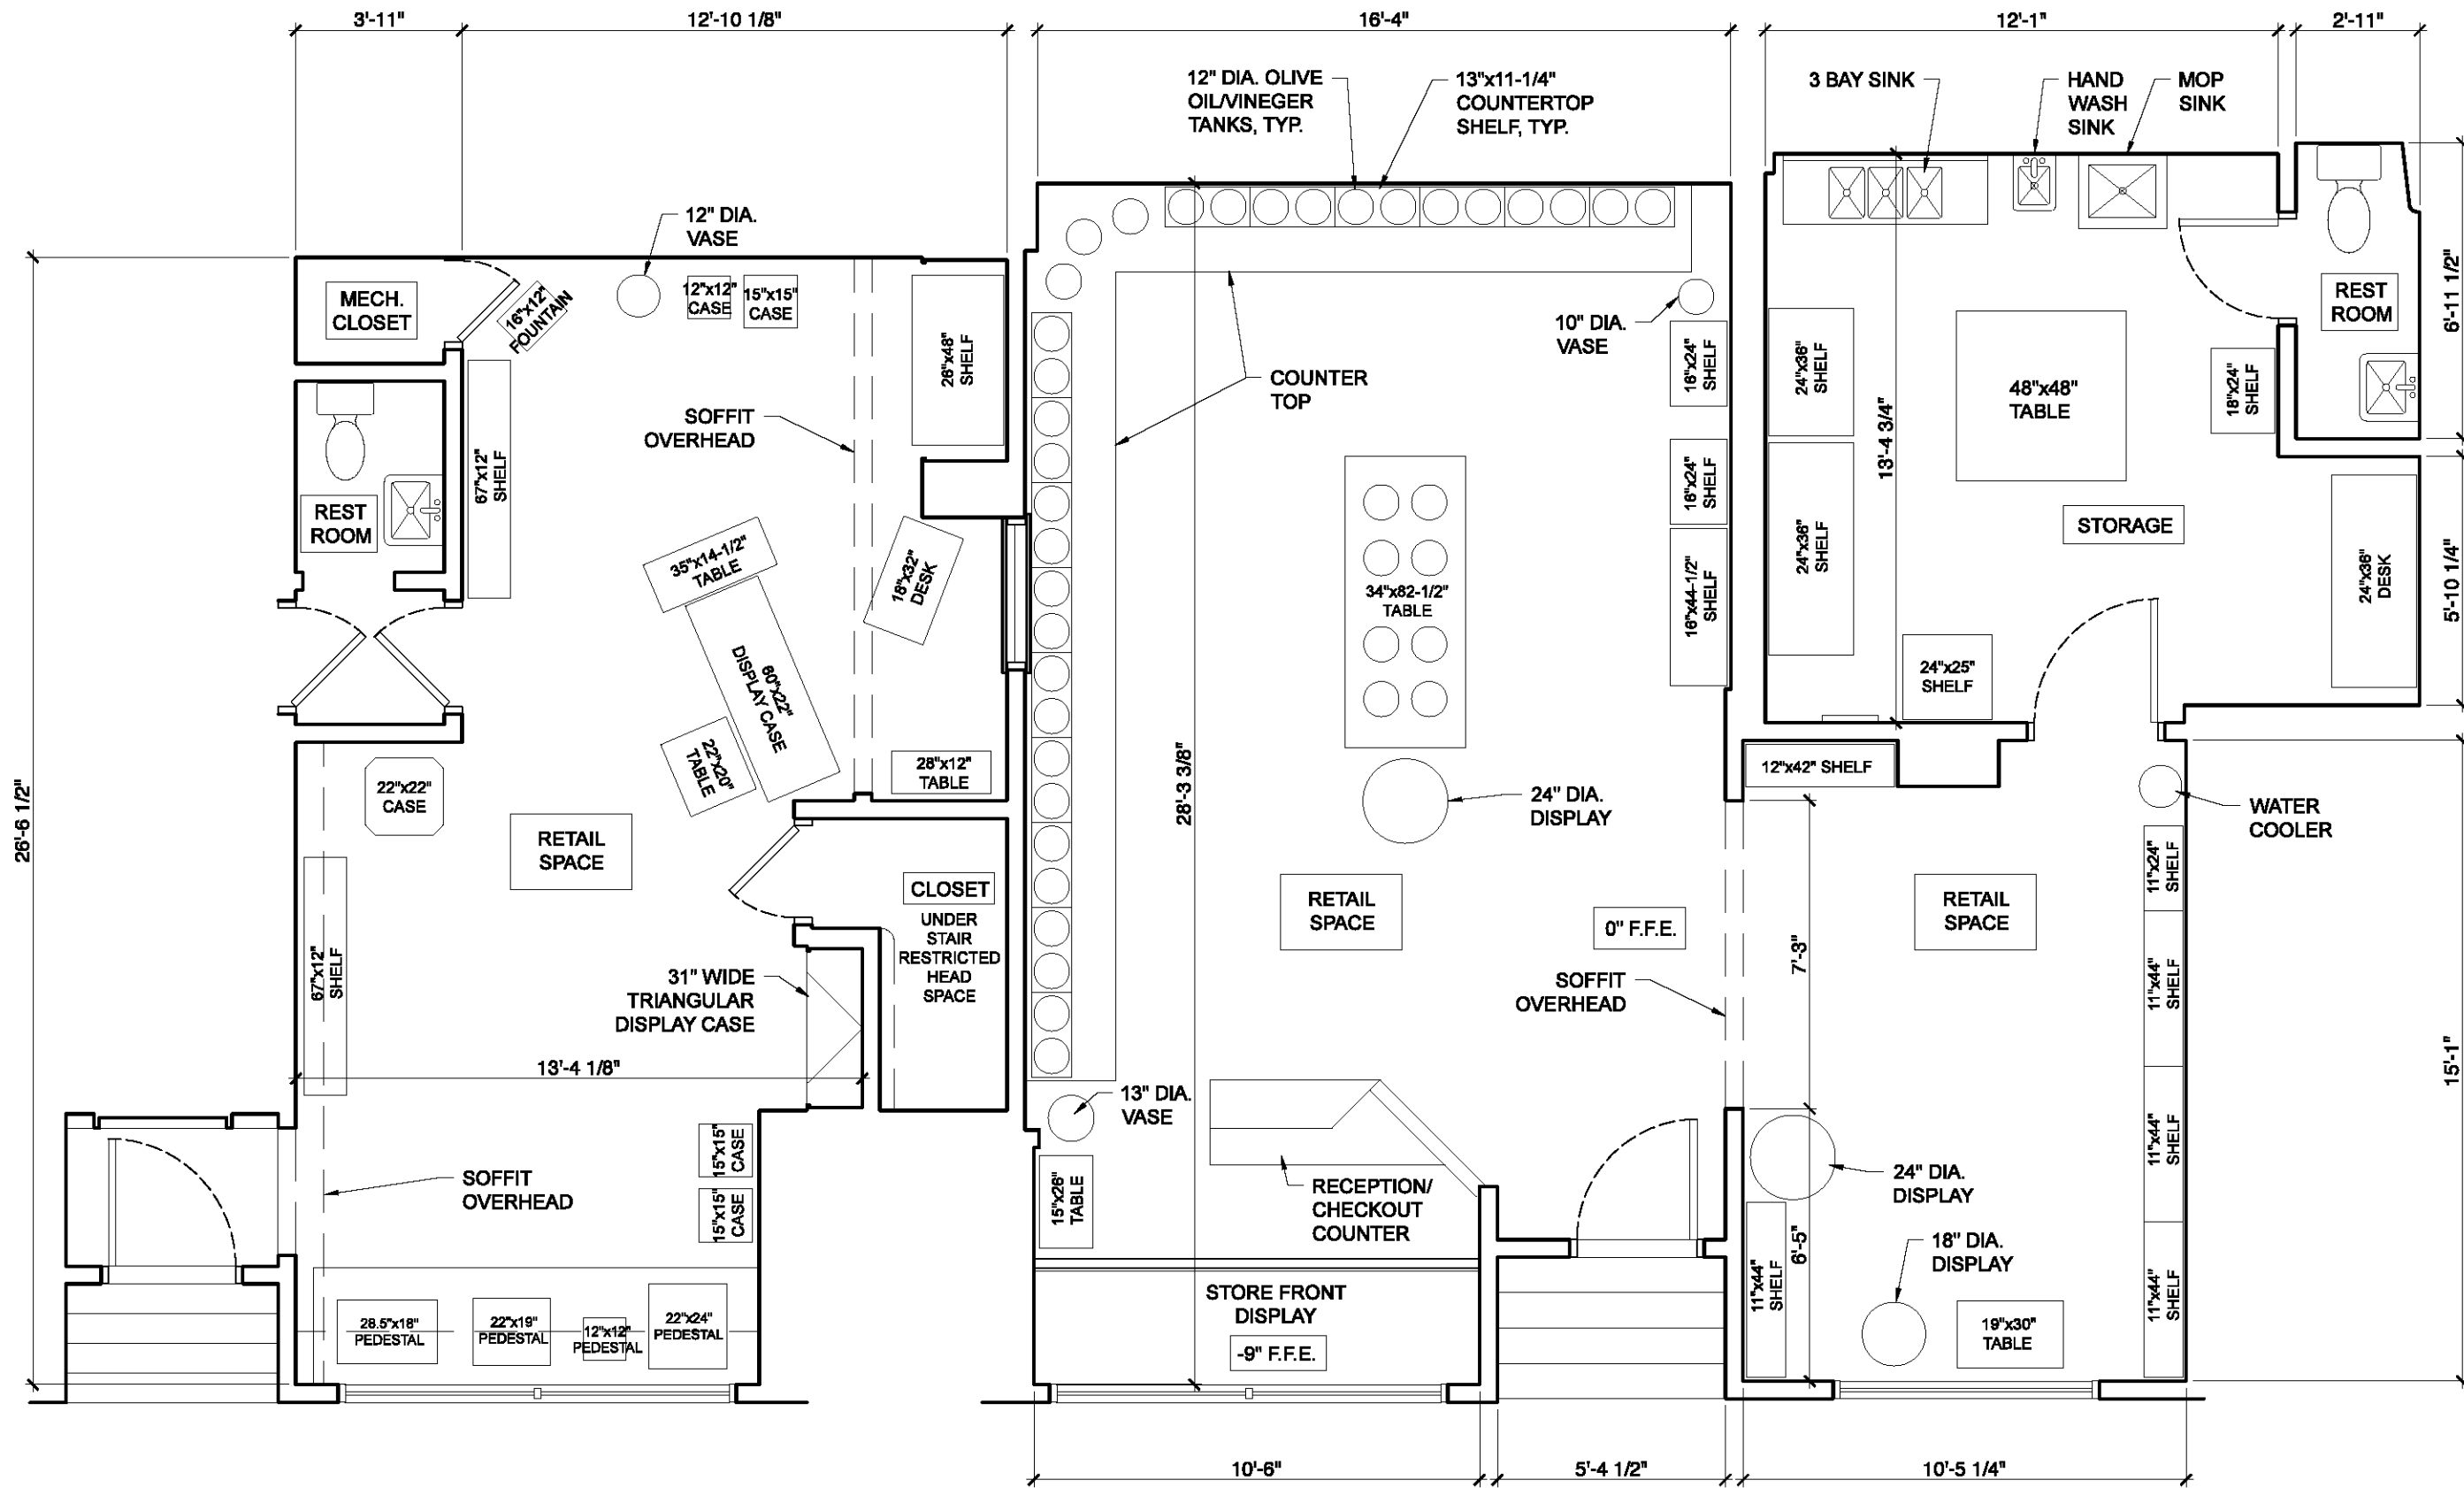 3'-11"
12'-10 1/8"
16'-4"
12'-1"
2'-11"
12" DIA. OLIVE
OIL/VINEGER
TANKS, TYP.
13"x11-1/4"
COUNTERTOP
SHELF, TYP.
3 BAY SINK
HAND
WASH
SINK
MOP
SINK
12" DIA.
VASE
MECH.
CLOSET
16"x12"
FOUNTAIN
12"x12"
CASE
15"x15"
CASE
26"x48"
SHELF
10" DIA.
VASE
16"x24"
SHELF
24"x36"
SHELF
48"x48"
TABLE
18"x24"
SHELF
REST
ROOM
6'-11 1/2"
COUNTER
TOP
SOFFIT
OVERHEAD
67"x12"
SHELF
13'-4 3/4"
REST
ROOM
16"x24"
SHELF
24"x36"
SHELF
STORAGE
24"x36"
DESK
5'-10 1/4"
35"x14-1/2"
TABLE
18"x32"
DESK
34"x82-1/2"
TABLE
16"x44-1/2"
SHELF
24"x25"
SHELF
60"x22"
DISPLAY CASE
22"x20"
TABLE
28"x12"
TABLE
12"x42" SHELF
22"x22"
CASE
28'-3 3/8"
24" DIA.
DISPLAY
WATER
COOLER
26'-6 1/2"
RETAIL
SPACE
CLOSET
UNDER
STAIR
RESTRICTED
HEAD
SPACE
RETAIL
SPACE
0" F.F.E.
7'-3"
RETAIL
SPACE
11"x24"
SHELF
67"x12"
SHELF
31" WIDE
TRIANGULAR
DISPLAY CASE
SOFFIT
OVERHEAD
11"x44"
SHELF
13'-4 1/8"
13" DIA.
VASE
15'-1"
15"x15"
CASE
11"x44"
SHELF
SOFFIT
OVERHEAD
15"x15"
CASE
15"x26"
TABLE
RECEPTION/
CHECKOUT
COUNTER
24" DIA.
DISPLAY
6'-5"
18" DIA.
DISPLAY
11"x44"
SHELF
11"x44"
SHELF
28.5"x18"
PEDESTAL
22"x19"
PEDESTAL
12"x12"
PEDESTAL
22"x24"
PEDESTAL
STORE FRONT
DISPLAY
-9" F.F.E.
19"x30"
TABLE
10'-6"
5'-4 1/2"
10'-5 1/4"